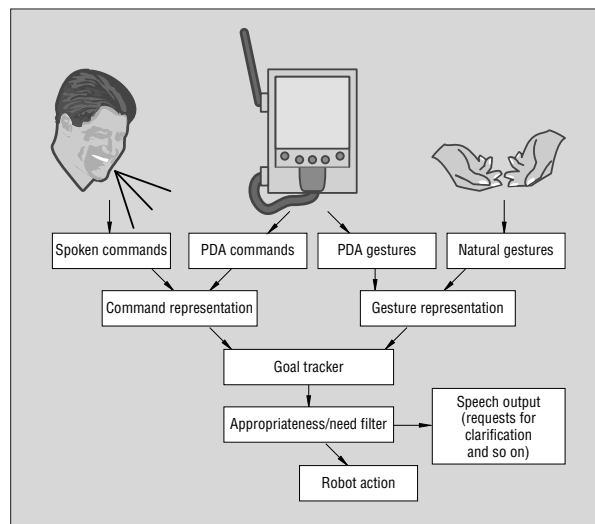 Spoken commands
PDA commands
PDA gestures
Natural gestures
Command representation
Gesture representation
Goal tracker
Appropriateness/need filter
Speech output
(requests for
clarification
and so on)
Robot action